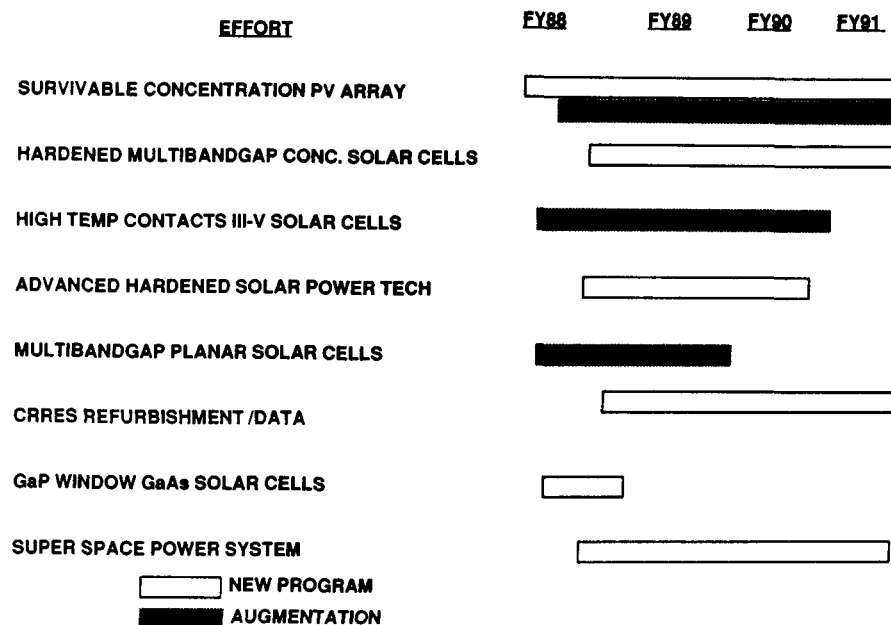 EFFORT FY88 FY89 FY90 FY91
SURVIVABLE CONCENTRATION PV ARRAY
HARDENED MULTIBANDGAP CONC. SOLAR CELLS
HIGH TEMP CONTACTS III-V SOLAR CELLS
ADVANCED HARDENED SOLAR POWER TECH
MULTIBANDGAP PLANAR SOLAR CELLS
CRRES REFURBISHMENT /DATA
GaP WINDOW GaAs SOLAR CELLS
SUPER SPACE POWER SYSTEM
NEW PROGRAM
AUGMENTATION